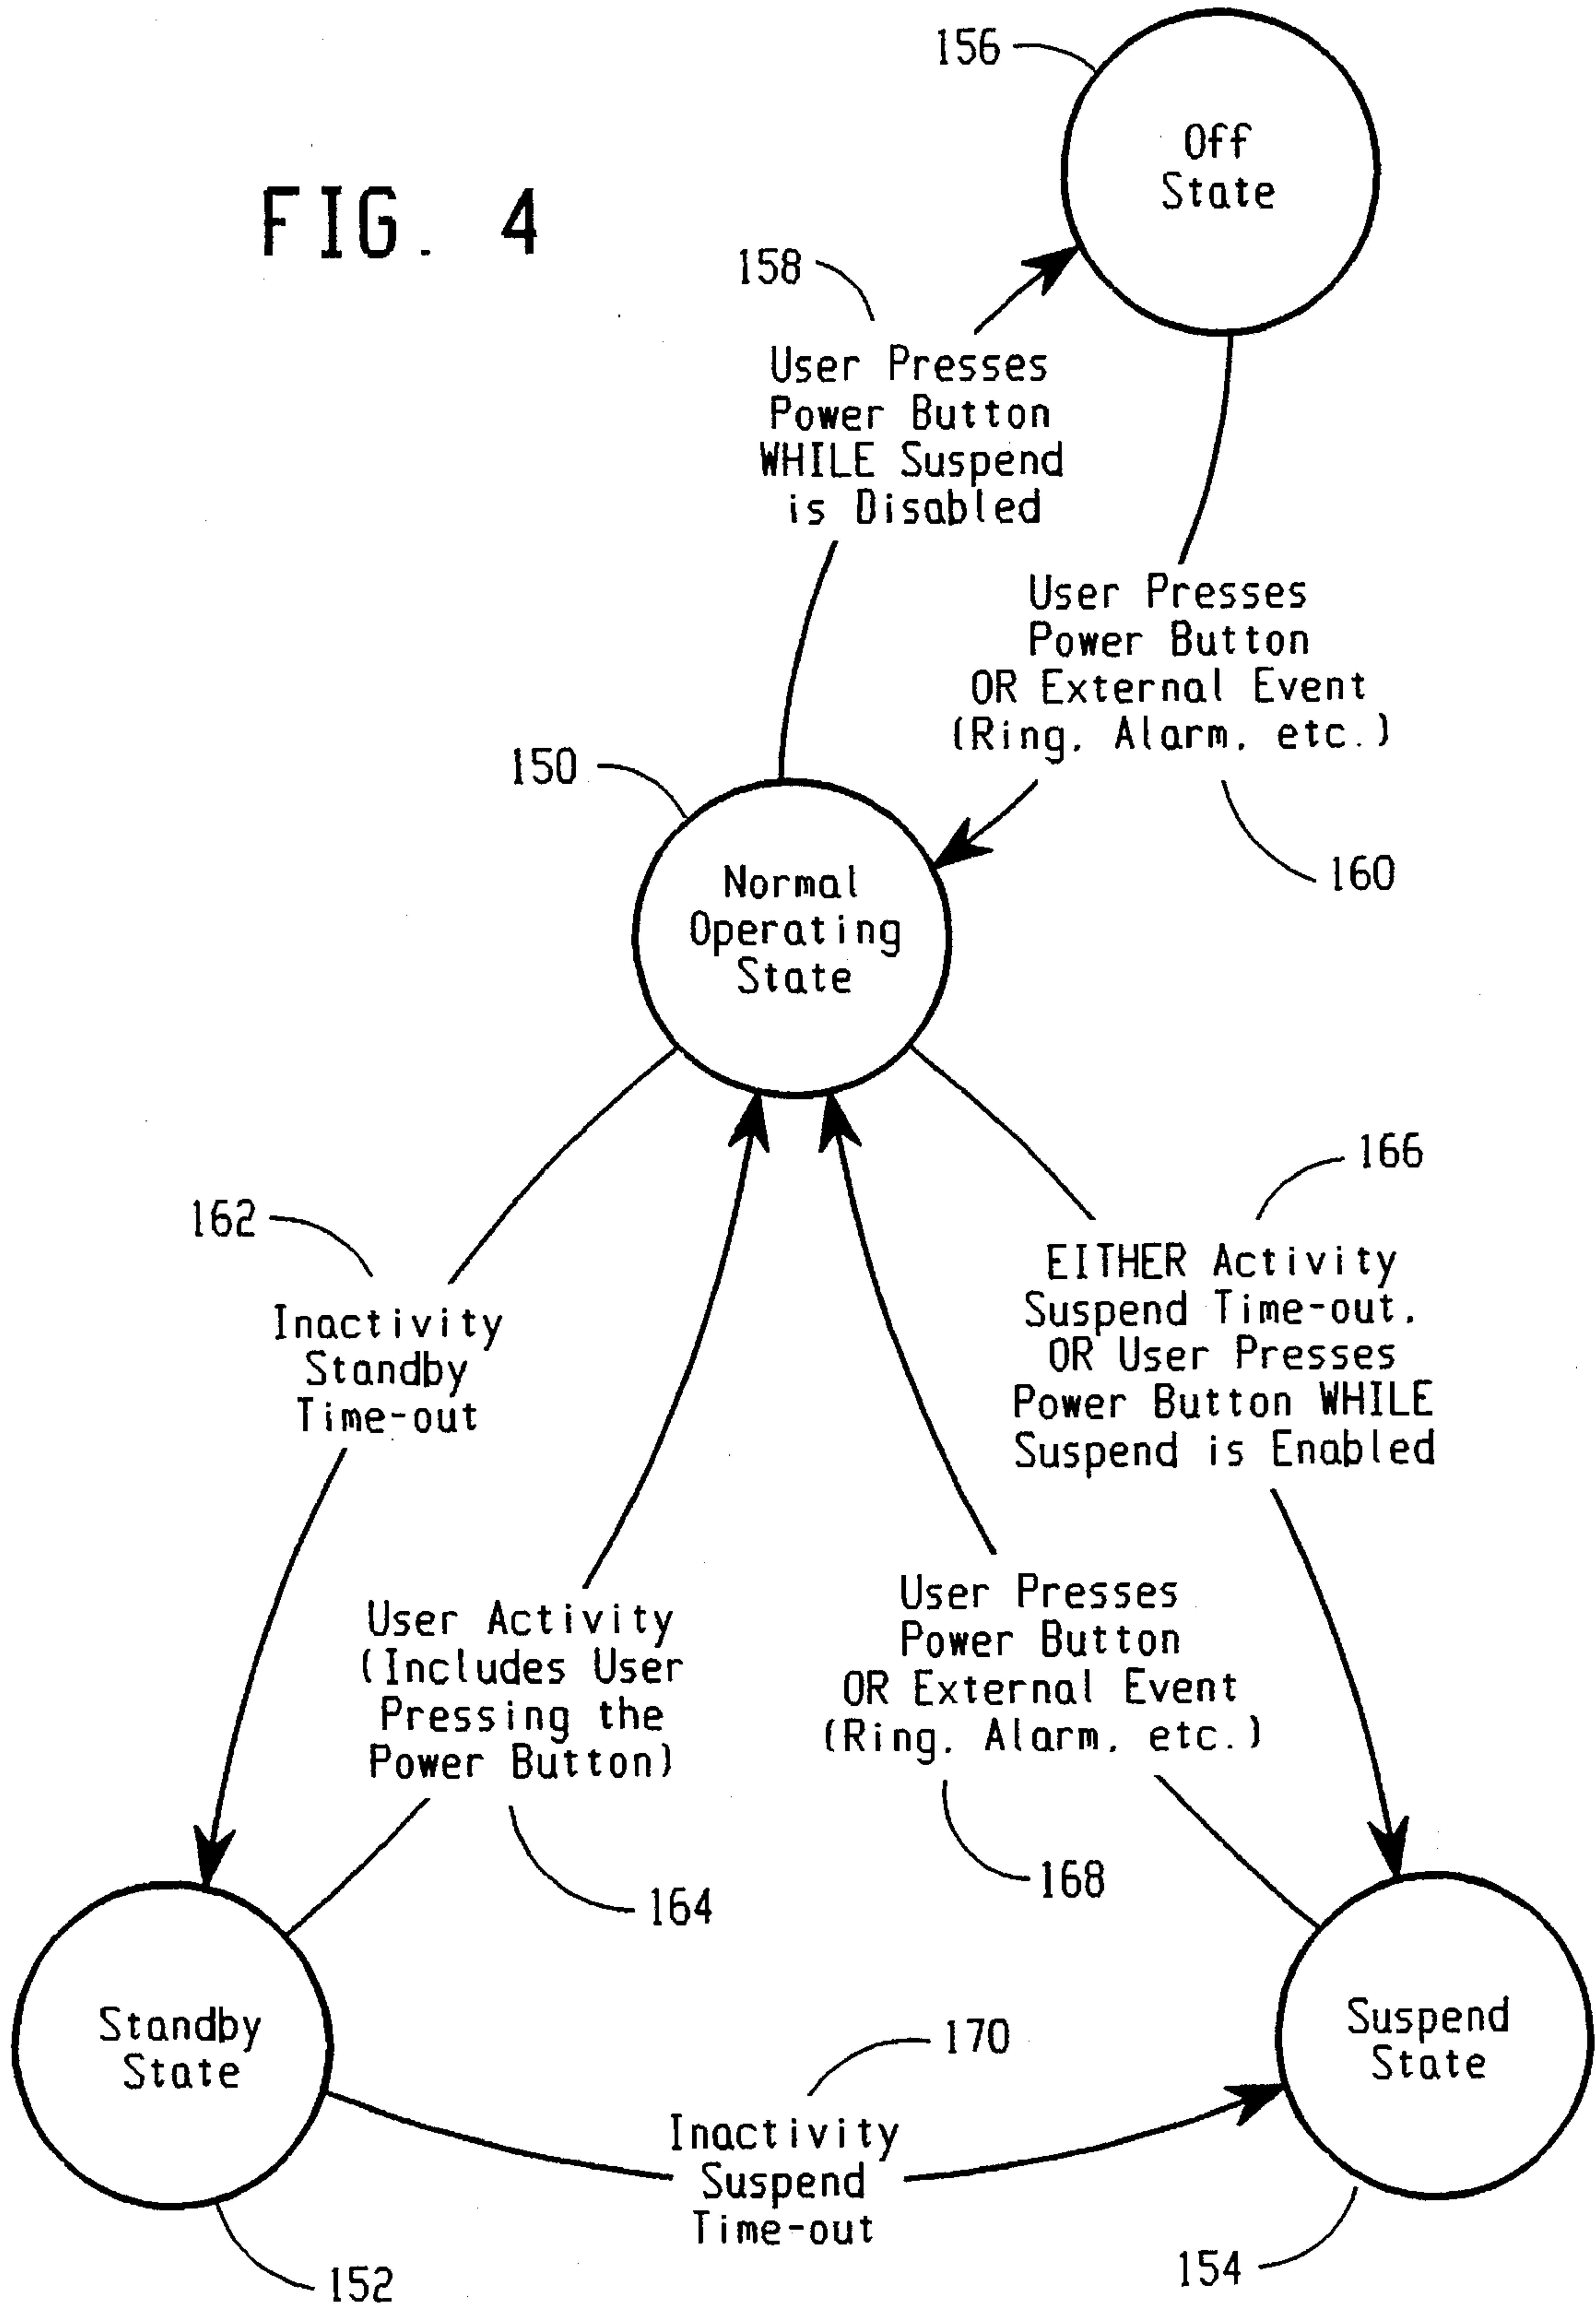 156
Off
State
FIG. 4
158
User Presses
Power Button
WHILE Suspend
is Disabled
User Presses
Power Button
OR External Event
(Ring, Alarm, etc.)
150
160
Normal
Operating
State
166
162
EITHER Activity
Suspend Time-out,
OR User Presses
Power Button WHILE
Suspend is Enabled
Inactivity
Standby
Time-out
User Activity
(Includes User
Pressing the
Power Button)
User Presses
Power Button
OR External Event
(Ring, Alarm, etc.)
168
164
Standby
State
Suspend
State
170
Inactivity
Suspend
Time-out
152
154